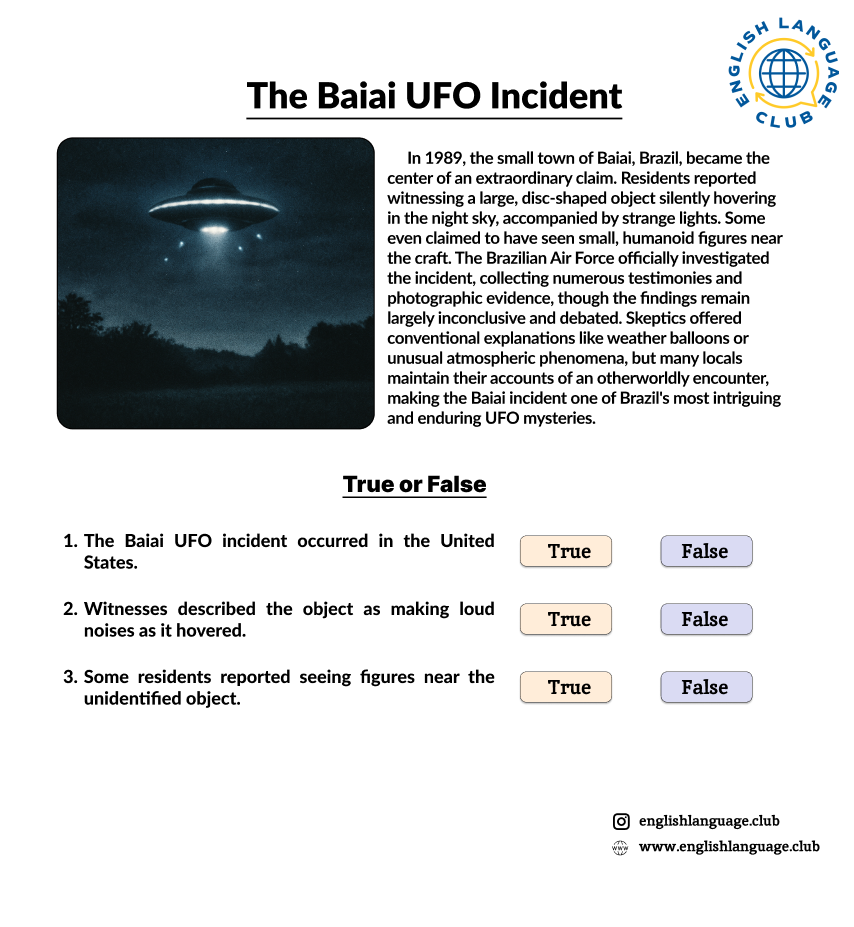 ENGLISH LANGUAGE CLUB
The Baiai UFO Incident
In 1989, the small town of Baiai, Brazil, became the
center of an extraordinary claim. Residents reported
witnessing a large, disc-shaped object silently hovering
in the night sky, accompanied by strange lights. Some
even claimed to have seen small, humanoid figures near
the craft. The Brazilian Air Force officially investigated
the incident, collecting numerous testimonies and
photographic evidence, though the findings remain
largely inconclusive and debated. Skeptics offered
conventional explanations like weather balloons or
unusual atmospheric phenomena, but many locals
maintain their accounts of an otherworldly encounter,
making the Baiai incident one of Brazil's most intriguing
and enduring UFO mysteries.
True or False
1. The Baiai UFO incident occurred in the United
States.
True False
2. Witnesses described the object as making loud
noises as it hovered.
True False
3. Some residents reported seeing figures near the
unidentified object.
True False
englishlanguage.club
www.englishlanguage.club